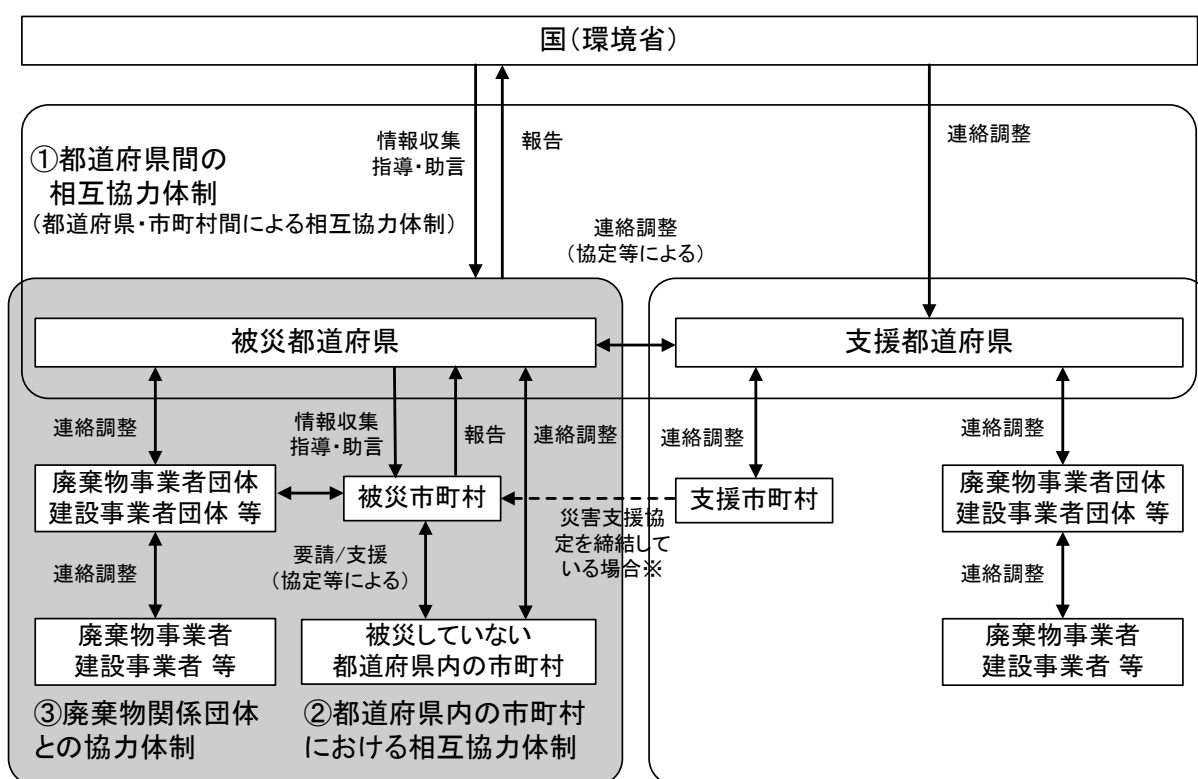 国(環境省)
情報収集
指導・助言
報告
連絡調整
①都道府県間の
相互協力体制
(都道府県・市町村間による相互協力体制)
連絡調整
(協定等による)
被災都道府県
支援都道府県
連絡調整
情報収集
指導・助言
報告
連絡調整
連絡調整
連絡調整
廃棄物事業者団体
建設事業者団体 等
被災市町村
支援市町村
廃棄物事業者団体
建設事業者団体 等
災害支援協
定を締結して
いる場合※
連絡調整
要請/支援
(協定等による)
連絡調整
廃棄物事業者
建設事業者 等
被災していない
都道府県内の市町村
廃棄物事業者
建設事業者 等
③廃棄物関係団体
との協力体制
②都道府県内の市町村
における相互協力体制